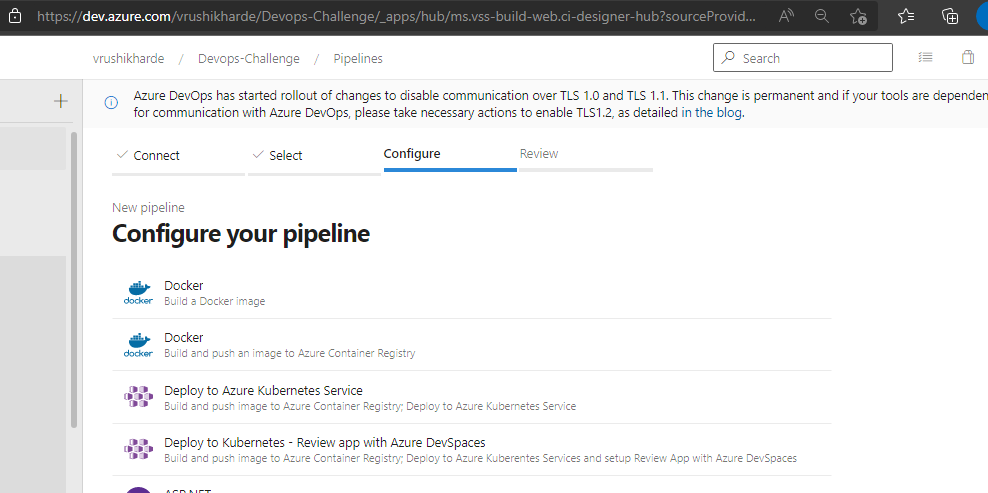 https://dev.azure.com/vrushikharde/Devops-Challenge/_apps/hub/ms.vss-build-web.ci-designer-hub?sourceProvid...
vrushikharde / Devops-Challenge / Pipelines
Search
Azure DevOps has started rollout of changes to disable communication over TLS 1.0 and TLS 1.1. This change is permanent and if your tools are dependen
for communication with Azure DevOps, please take necessary actions to enable TLS1.2, as detailed in the blog.
Connect
Select
Configure
Review
New pipeline
Configure your pipeline
docker
Docker
Build a Docker image
docker
Docker
Build and push an image to Azure Container Registry
Deploy to Azure Kubernetes Service
Build and push image to Azure Container Registry; Deploy to Azure Kubernetes Service
Deploy to Kubernetes - Review app with Azure DevSpaces
Build and push image to Azure Container Registry; Deploy to Azure Kuberentes Services and setup Review App with Azure DevSpaces
ASP.NET